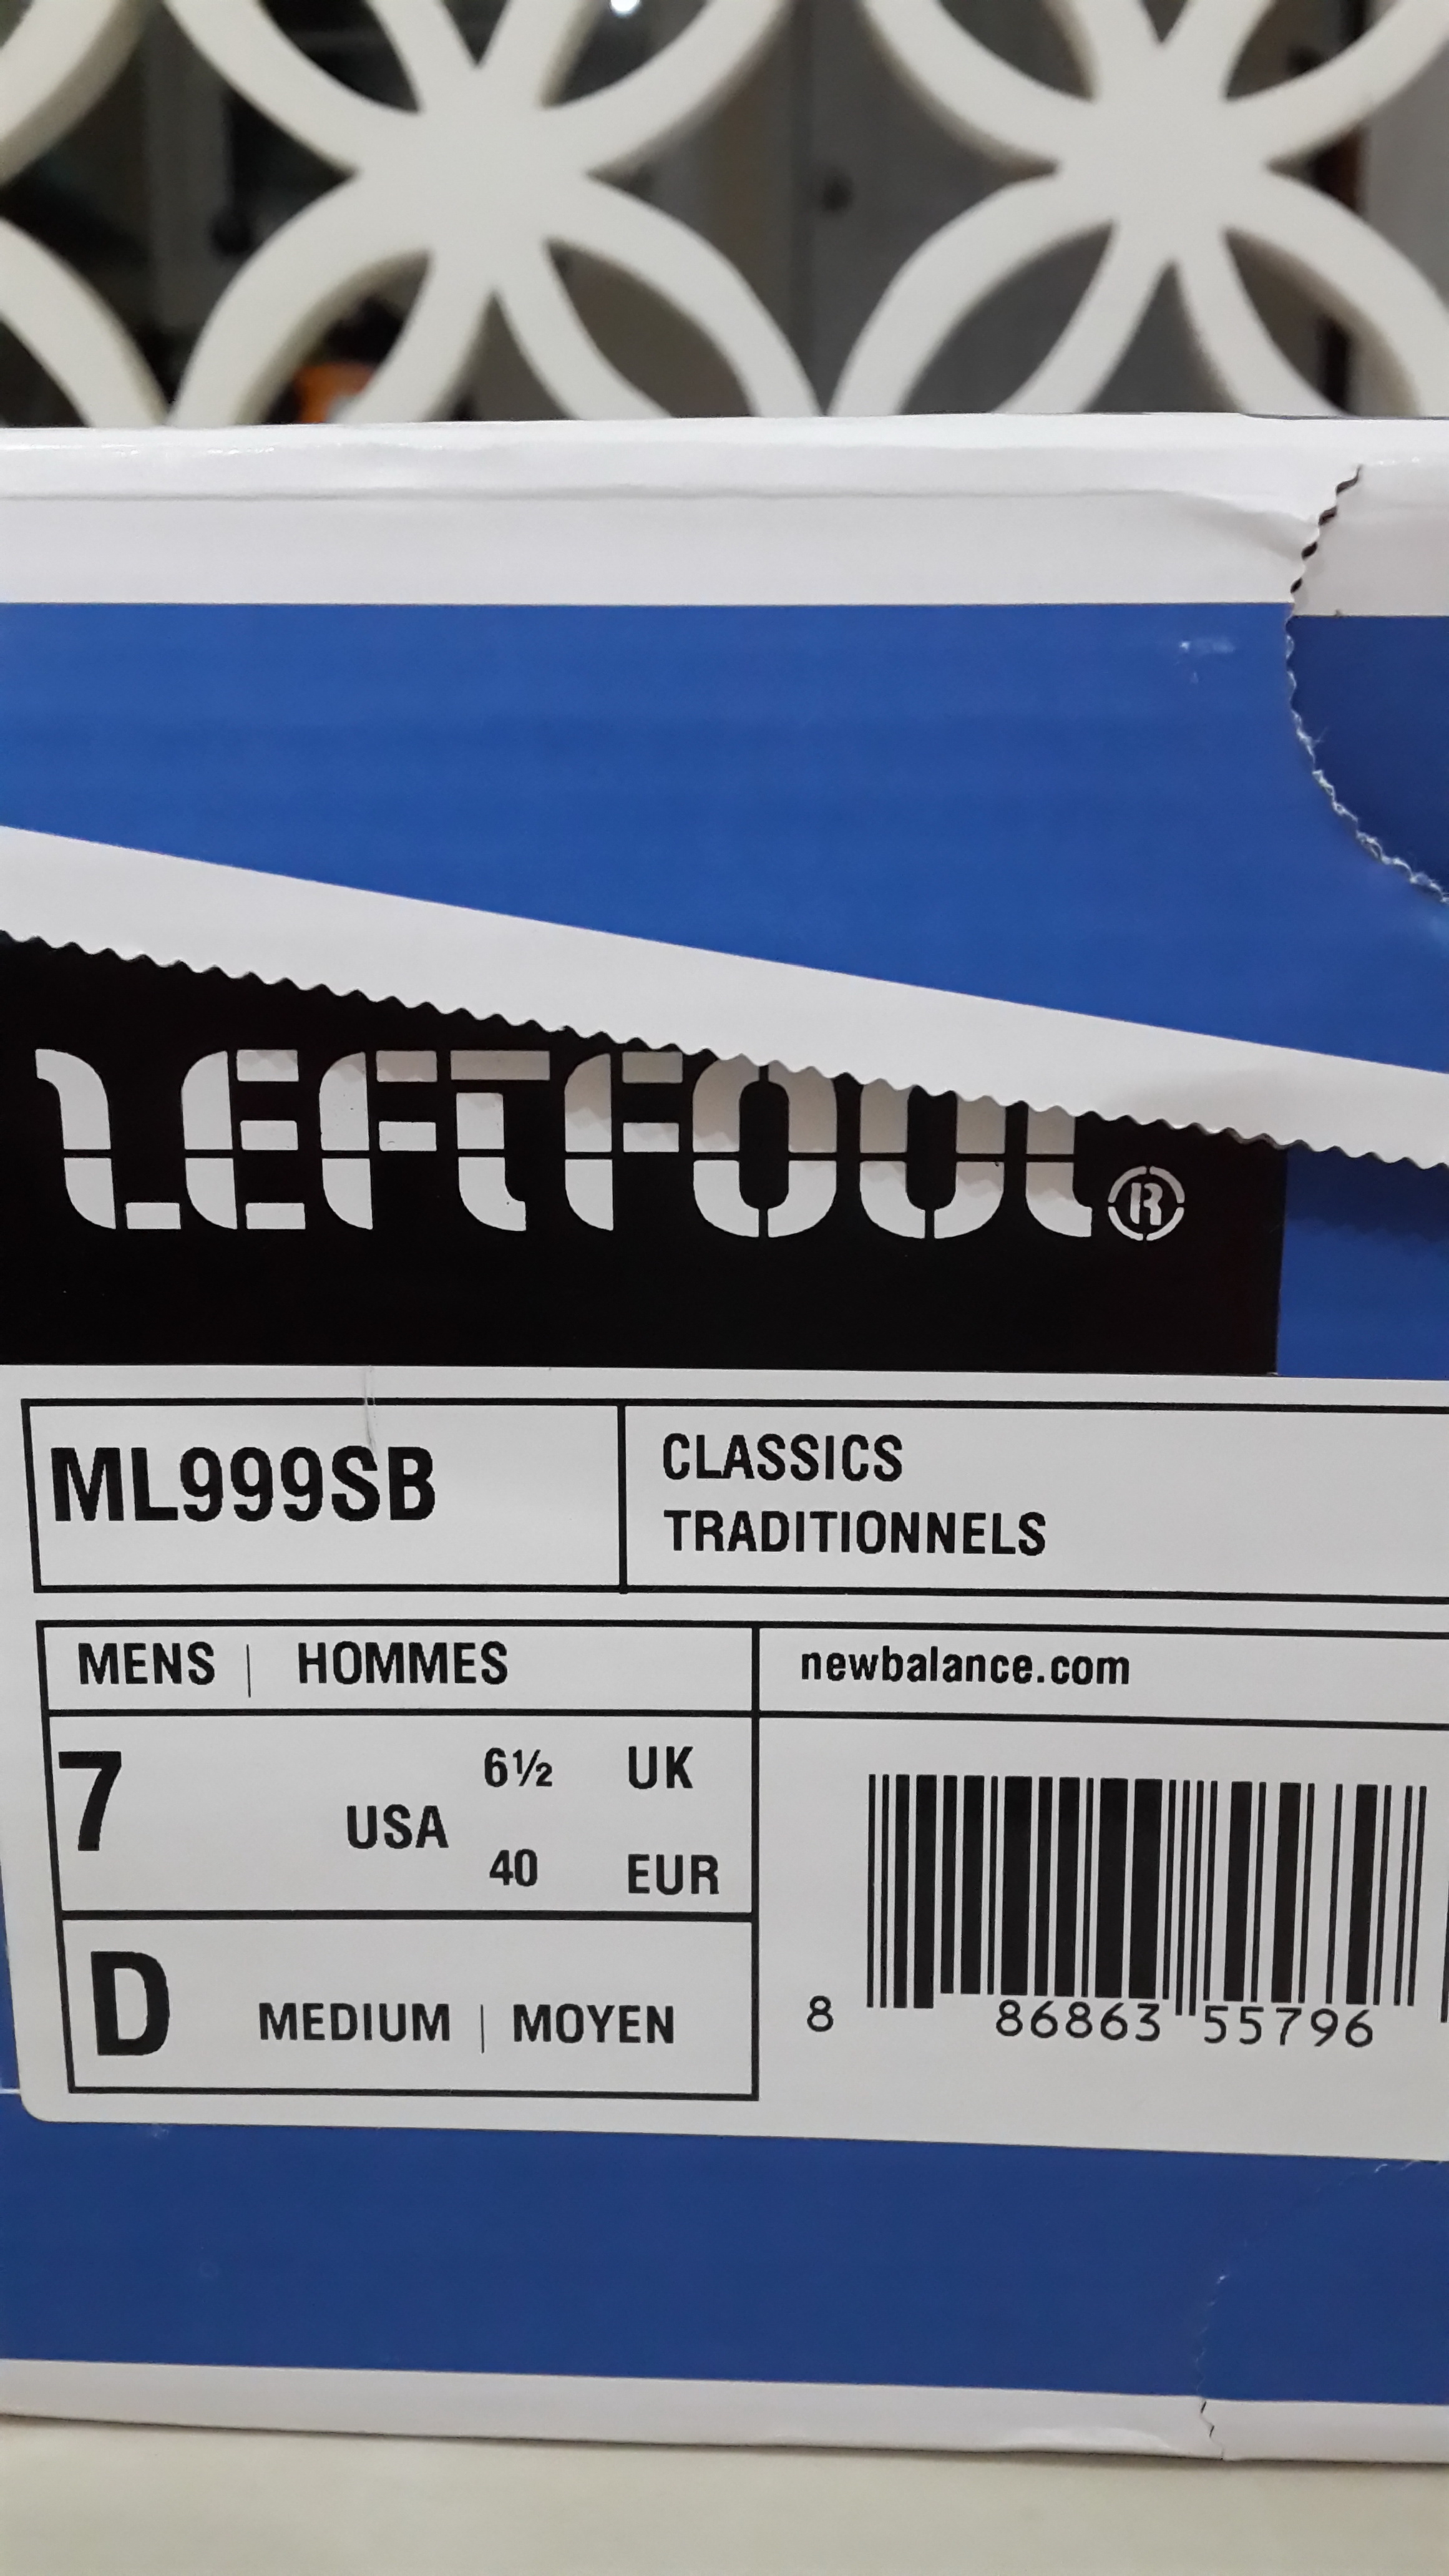 LEFTFOOT®
ML999SB
CLASSICS
TRADITIONNELS
MENS | HOMMES
newbalance.com
7 USA
6½ UK
40 EUR
D MEDIUM | MOYEN
8 86863 55796